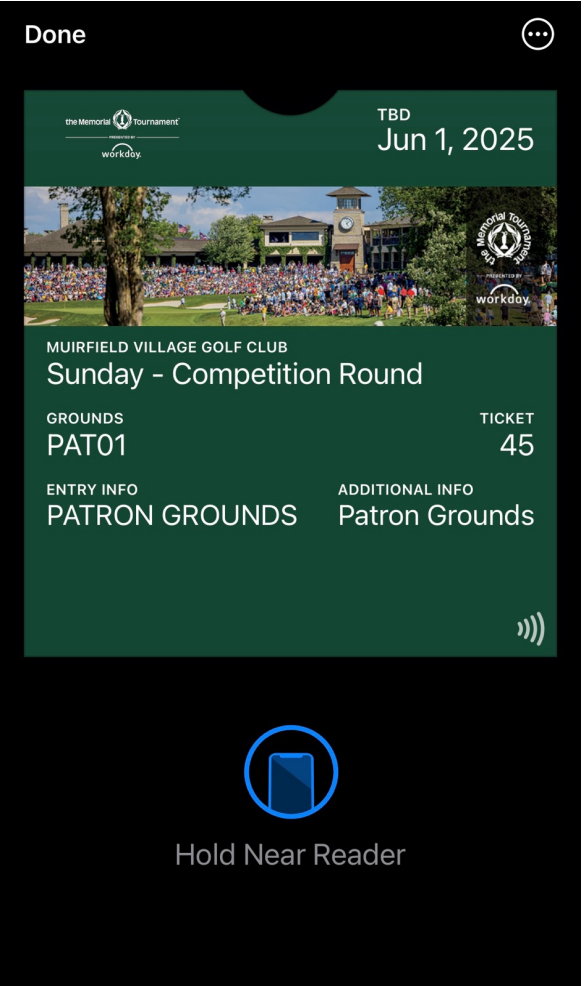 Done
the Memorial Tournament
PRESENTED BY
workday.
TBD
Jun 1, 2025
the Memorial Tournament
PRESENTED BY
workday.
MUIRFIELD VILLAGE GOLF CLUB
Sunday - Competition Round
GROUNDS
PAT01
TICKET
45
ENTRY INFO
PATRON GROUNDS
ADDITIONAL INFO
Patron Grounds
Hold Near Reader